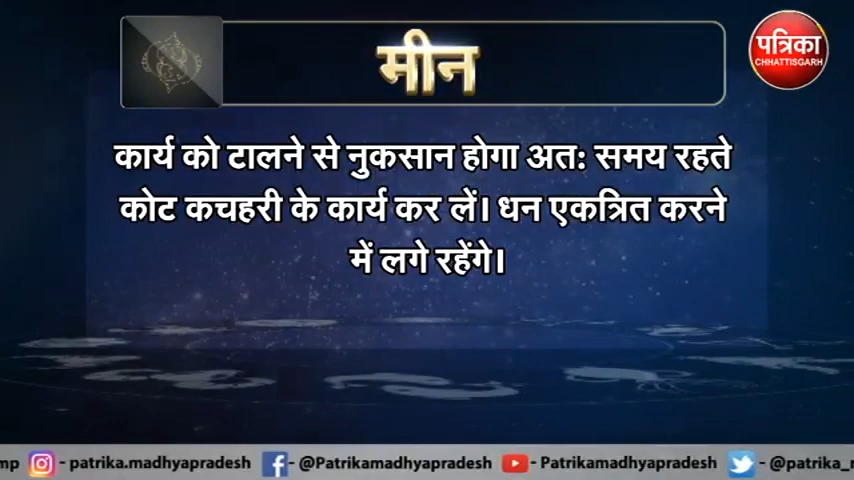 मीन
पत्रिका
CHHATTISGARH
कार्य को टालने से नुकसान होगा अत: समय रहते
कोट कचहरी के कार्य कर लें। धन एकत्रित करने
में लगे रहेंगे।
mp - patrika.madhyapradesh - @Patrikamadhyapradesh - Patrikamadhyapradesh - @patrika_